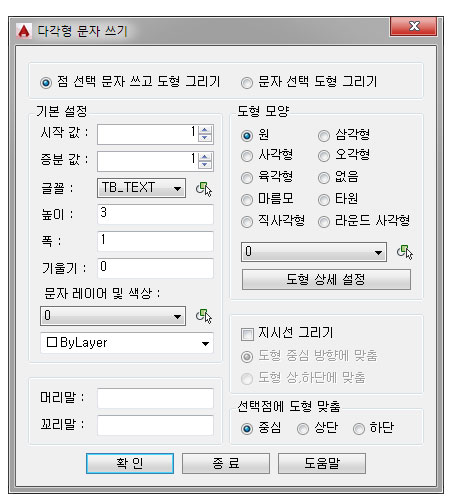 다각형 문자 쓰기
점 선택 문자 쓰고 도형 그리기
문자 선택 도형 그리기
기본 설정
시작 값 : 1
증분 값 : 1
글꼴 : TB_TEXT
높이 : 3
폭 : 1
기울기 : 0
문자 레이어 및 색상 :
0
ByLayer
머리말 :
꼬리말 :
도형 모양
원 삼각형
사각형 오각형
육각형 없음
마름모 타원
직사각형 라운드 사각형
0
도형 상세 설정
지시선 그리기
도형 중심 방향에 맞춤
도형 상,하단에 맞춤
선택점에 도형 맞춤
중심 상단 하단
확 인 종 료 도움말